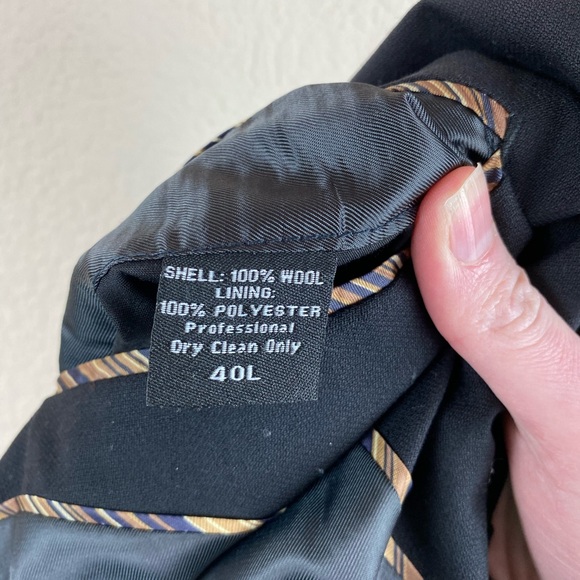 SHELL: 100% WOOL
LINING:
100% POLYESTER
Professional
Dry Clean Only
40L